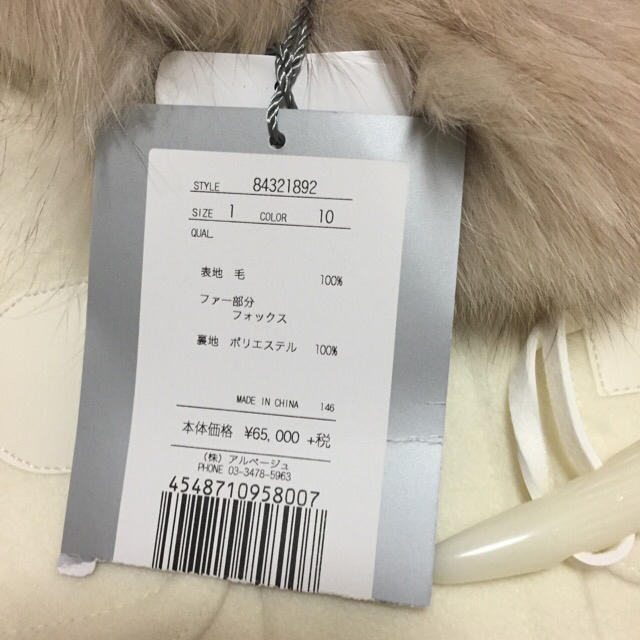 STYLE 84321892
SIZE 1 COLOR 10
QUAL.
表地 毛 100%
ファー部分
フォックス
裏地 ポリエステル 100%
MADE IN CHINA 146
本体価格 ¥65,000 +税
(株) アルページュ
PHONE 03-3478-5963
4548710958007